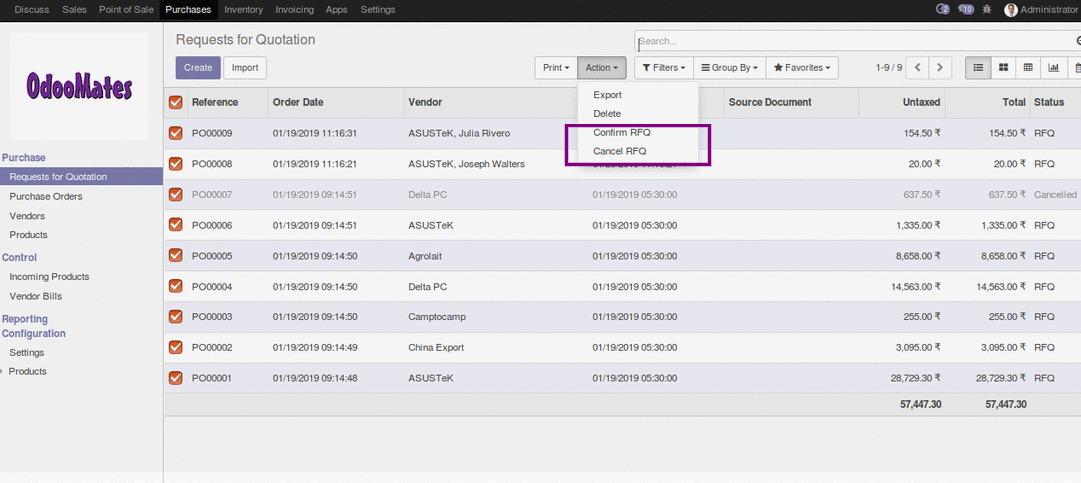 Discuss Sales Point of Sale Purchases Inventory Invoicing Apps Settings 2 10 Administrator
OdooMates
Requests for Quotation
Search...
Create Import Print Action Filters Group By Favorites 1-9 / 9
Export
Delete
Confirm RFQ
Cancel RFQ
Purchase
Requests for Quotation
Purchase Orders
Vendors
Products
Control
Incoming Products
Vendor Bills
Reporting
Configuration
Settings
Products
Reference Order Date Vendor Source Document Untaxed Total Status
PO00009 01/19/2019 11:16:31 ASUSTeK, Julia Rivero 154.50 ₹ 154.50 ₹ RFQ
PO00008 01/19/2019 11:16:21 ASUSTeK, Joseph Walters 20.00 ₹ 20.00 ₹ RFQ
PO00007 01/19/2019 09:14:51 Delta PC 01/19/2019 05:30:00 637.50 ₹ 637.50 ₹ Cancelled
PO00006 01/19/2019 09:14:51 ASUSTeK 01/19/2019 05:30:00 1,335.00 ₹ 1,335.00 ₹ RFQ
PO00005 01/19/2019 09:14:50 Agrolait 01/19/2019 05:30:00 8,658.00 ₹ 8,658.00 ₹ RFQ
PO00004 01/19/2019 09:14:50 Delta PC 01/19/2019 05:30:00 14,563.00 ₹ 14,563.00 ₹ RFQ
PO00003 01/19/2019 09:14:50 Camptocamp 01/19/2019 05:30:00 255.00 ₹ 255.00 ₹ RFQ
PO00002 01/19/2019 09:14:49 China Export 01/19/2019 05:30:00 3,095.00 ₹ 3,095.00 ₹ RFQ
PO00001 01/19/2019 09:14:48 ASUSTeK 01/19/2019 05:30:00 28,729.30 ₹ 28,729.30 ₹ RFQ
57,447.30 57,447.30